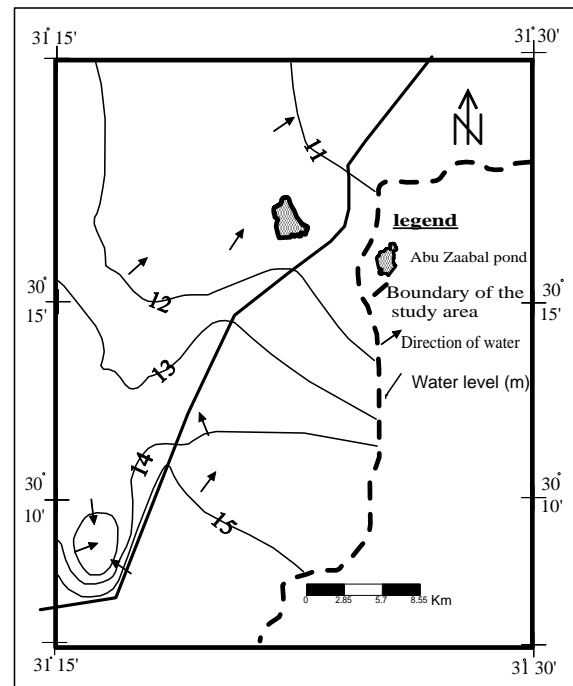 31° 15'
31° 30'
N
11
legend
Abu Zaabal pond
Boundary of the
study area
Direction of water
Water level (m)
30°
15'
30°
15'
12
13
14
15
30°
10'
30°
10'
0 2.85 5.7 8.55 Km
31° 15'
31° 30'